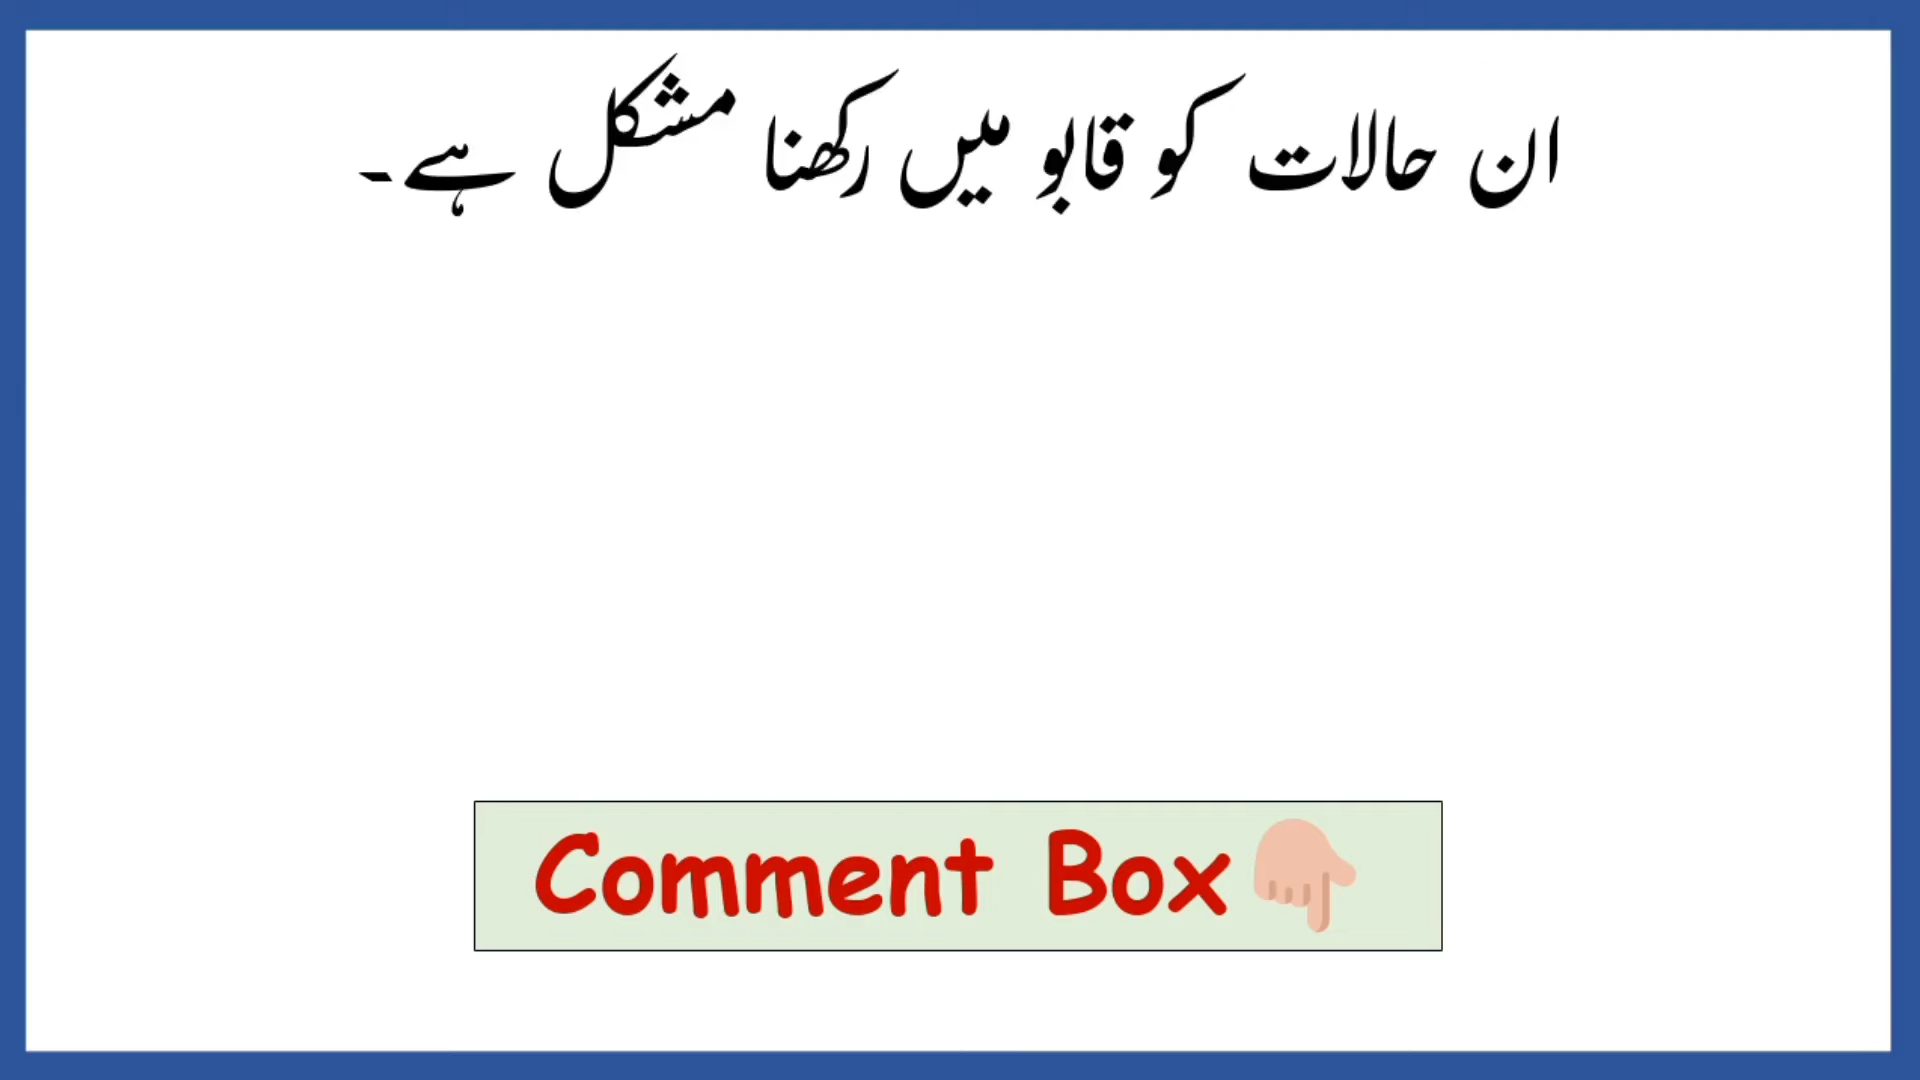 ان حالات کو قابو میں رکھنا مشکل ہے۔
Comment Box